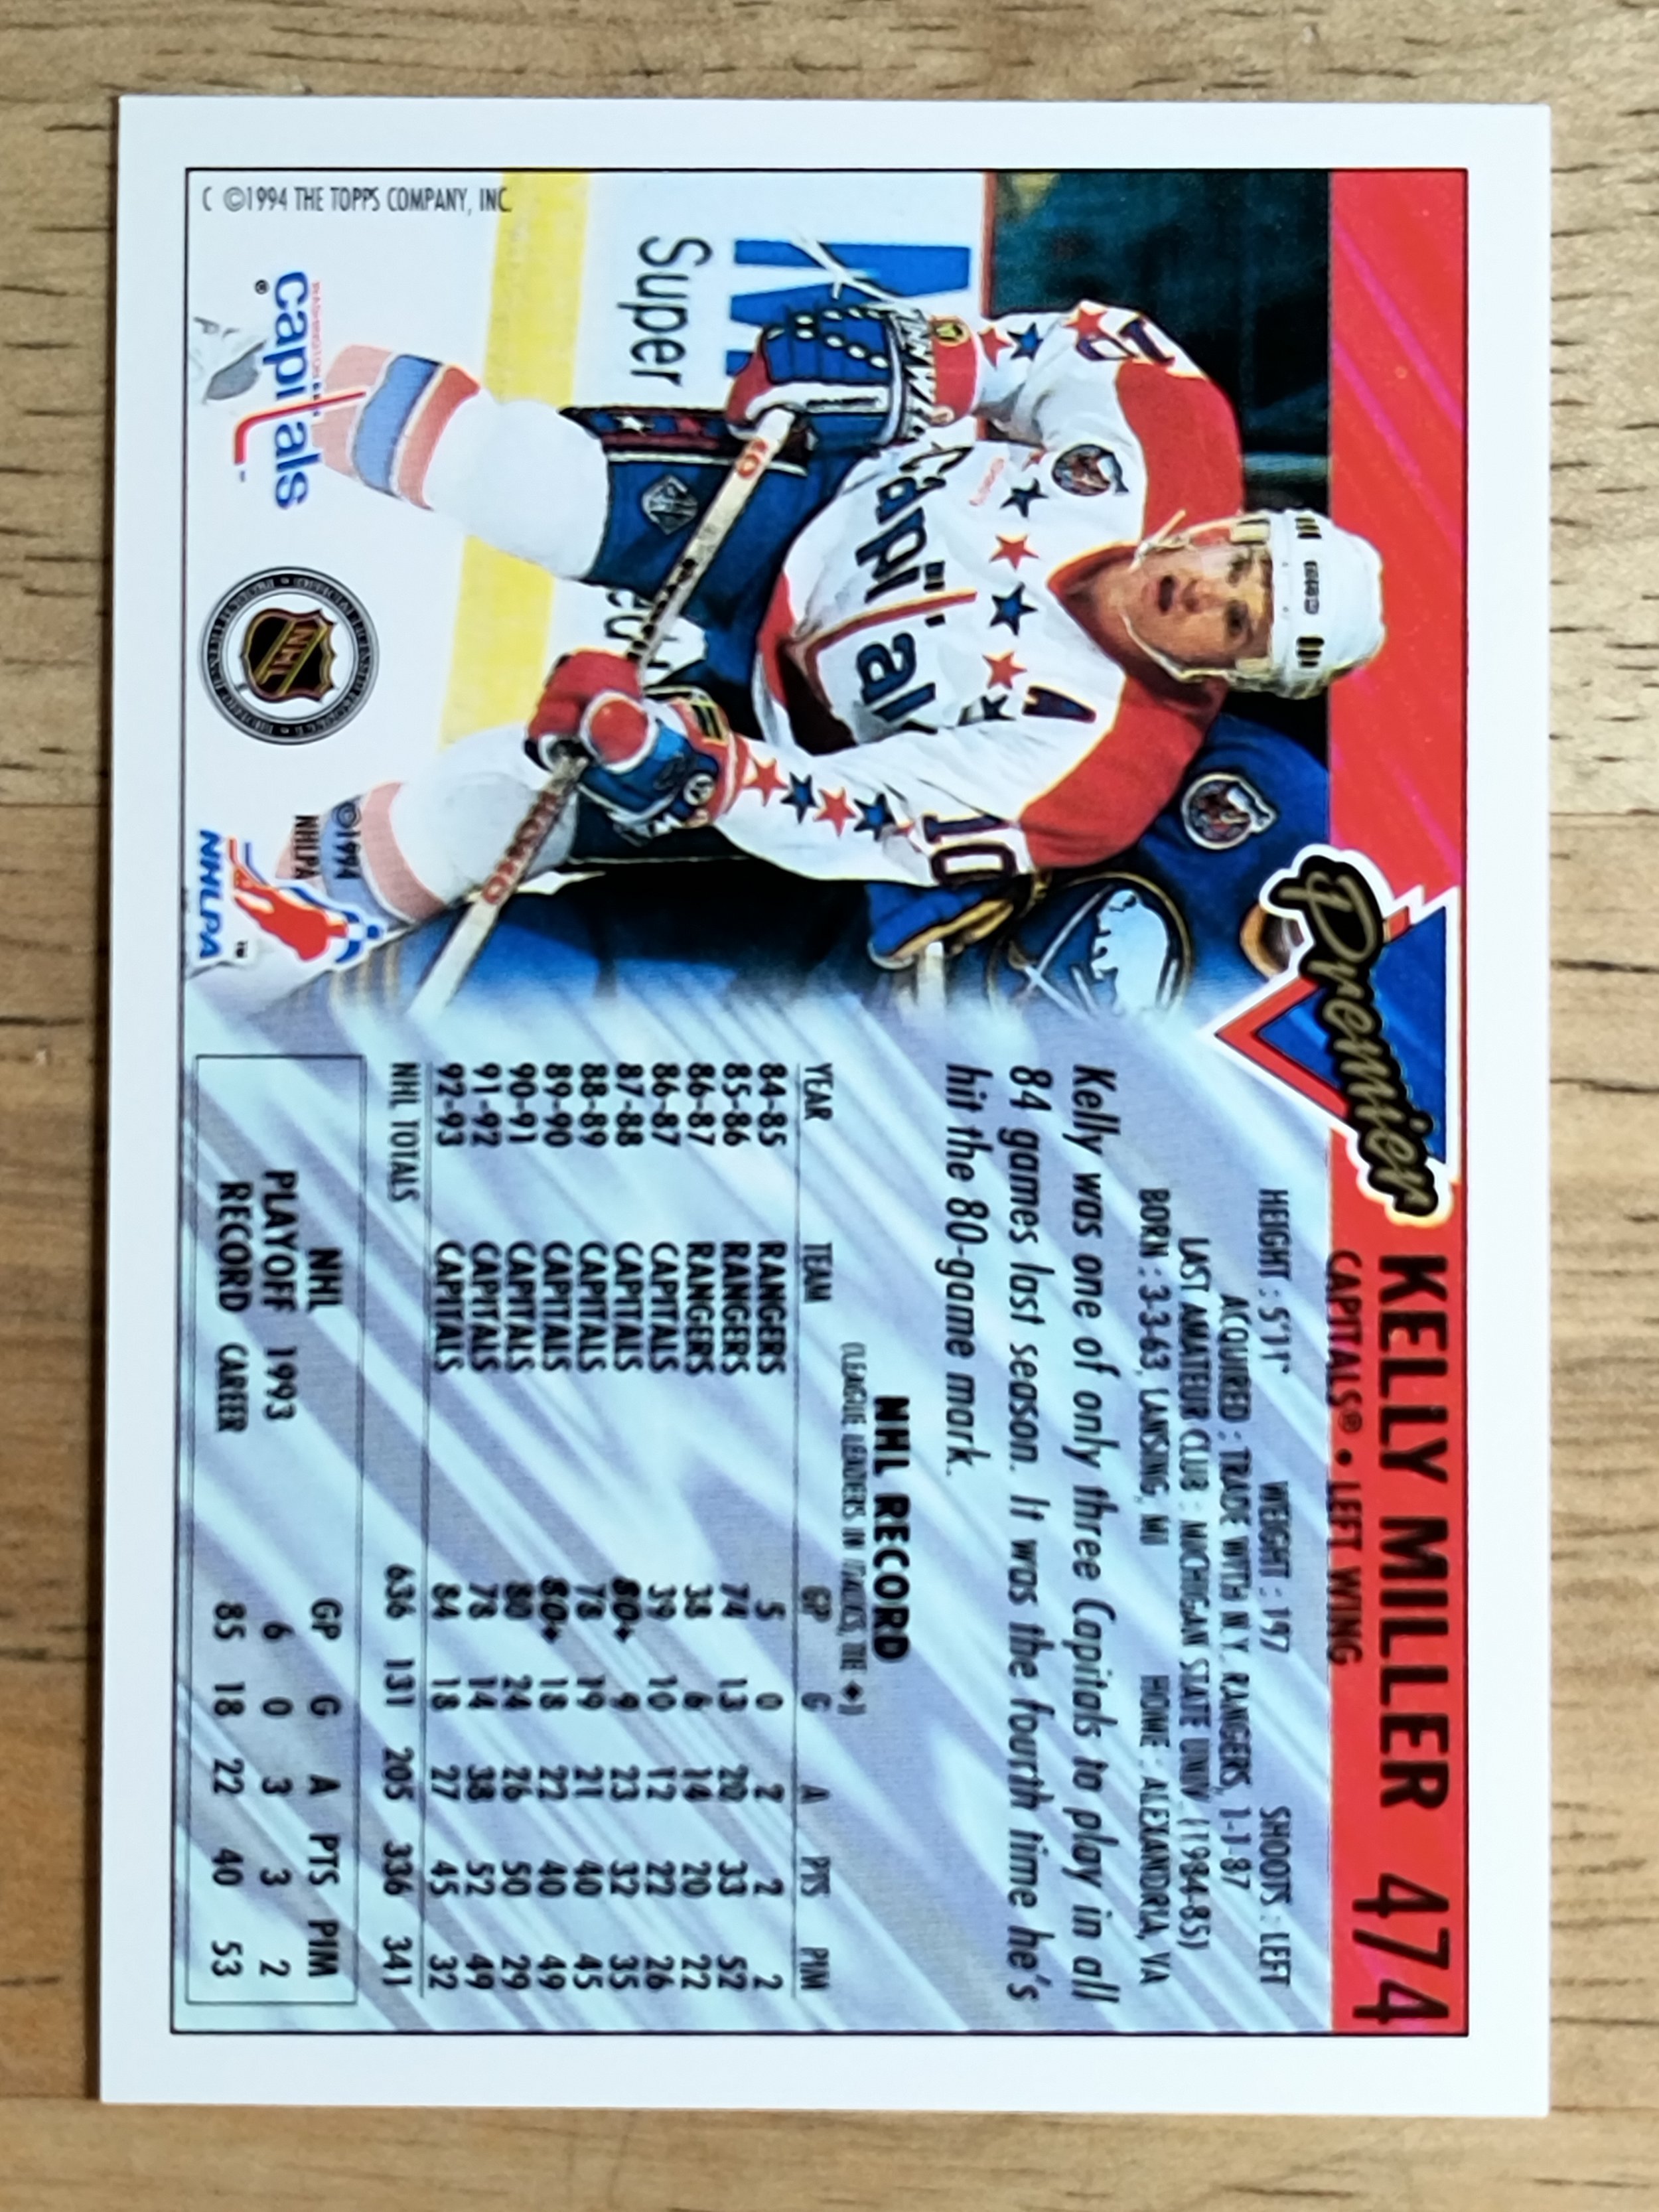 Premier
KELLY MILLER 474
CAPITALS® • LEFT WING
HEIGHT : 5'11" WEIGHT : 197 SHOOTS : LEFT
ACQUIRED : TRADE WITH N.Y. RANGERS, 1-1-87
LAST AMATEUR CLUB : MICHIGAN STATE UNIV. (1984-85)
BORN : 3-3-63, LANSING, MI HOME : ALEXANDRIA, VA
Kelly was one of only three Capitals to play in all
84 games last season. It was the fourth time he's
hit the 80-game mark.
NHL RECORD
(LEAGUE LEADERS IN ITALICS, TIE ♦)
YEAR TEAM GP G A PTS PIM
84-85 RANGERS 5 0 2 2 2
85-86 RANGERS 74 13 20 33 52
86-87 RANGERS 38 6 14 20 22
86-87 CAPITALS 39 10 12 22 26
87-88 CAPITALS 80♦ 9 23 32 35
88-89 CAPITALS 78 19 21 40 45
89-90 CAPITALS 80♦ 18 22 40 49
90-91 CAPITALS 80 24 26 50 29
91-92 CAPITALS 78 14 38 52 49
92-93 CAPITALS 84 18 27 45 32
NHL TOTALS 636 131 205 336 341
NHL GP G A PTS PIM
PLAYOFF 1993 6 0 3 3 2
RECORD CAREER 85 18 22 40 53
10
A
Capitals
Super
WASHINGTON
capitals
®
NHL
©1994
NHLPA
NHLPA
™
C ©1994 THE TOPPS COMPANY, INC.